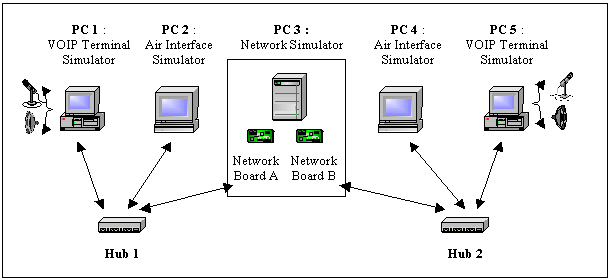 PC 1 :
VOIP Terminal
Simulator
PC 2 :
Air Interface
Simulator
PC 3 :
Network Simulator
PC 4 :
Air Interface
Simulator
PC 5 :
VOIP Terminal
Simulator
Network
Board A
Network
Board B
Hub 1
Hub 2